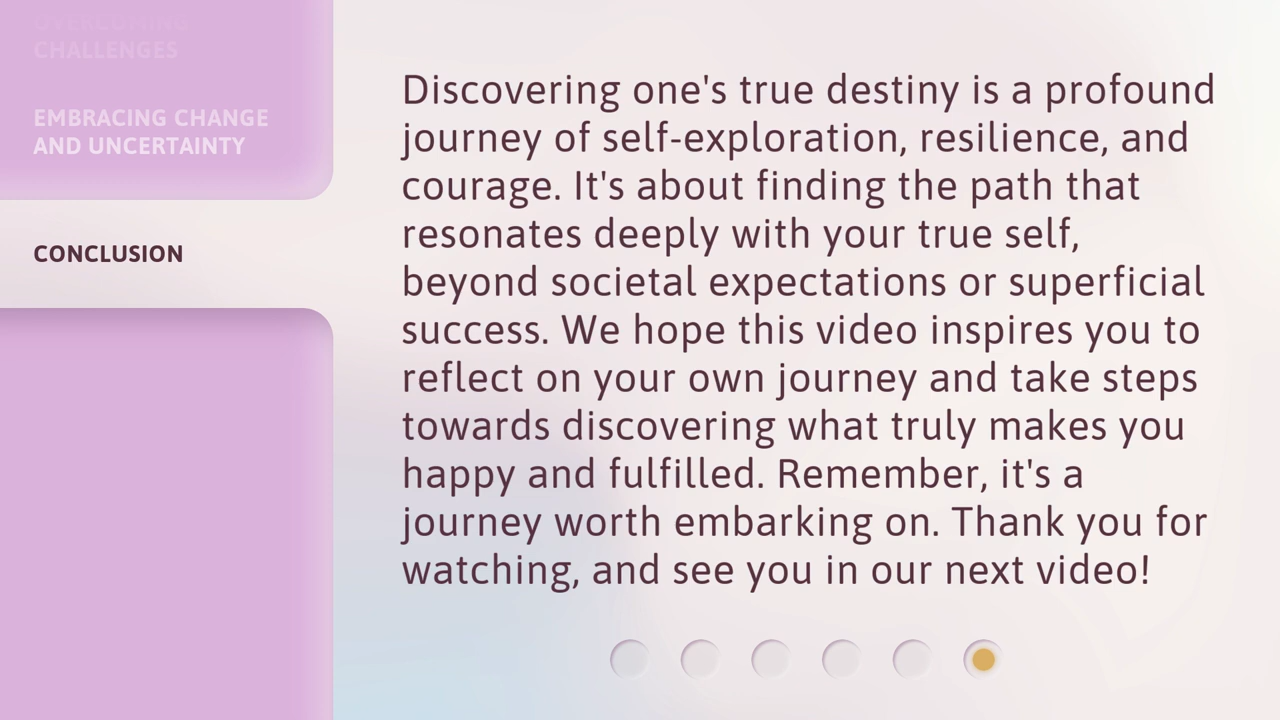 OVERCOMING
CHALLENGES
EMBRACING CHANGE
AND UNCERTAINTY
CONCLUSION
Discovering one's true destiny is a profound
journey of self-exploration, resilience, and
courage. It's about finding the path that
resonates deeply with your true self,
beyond societal expectations or superficial
success. We hope this video inspires you to
reflect on your own journey and take steps
towards discovering what truly makes you
happy and fulfilled. Remember, it's a
journey worth embarking on. Thank you for
watching, and see you in our next video!